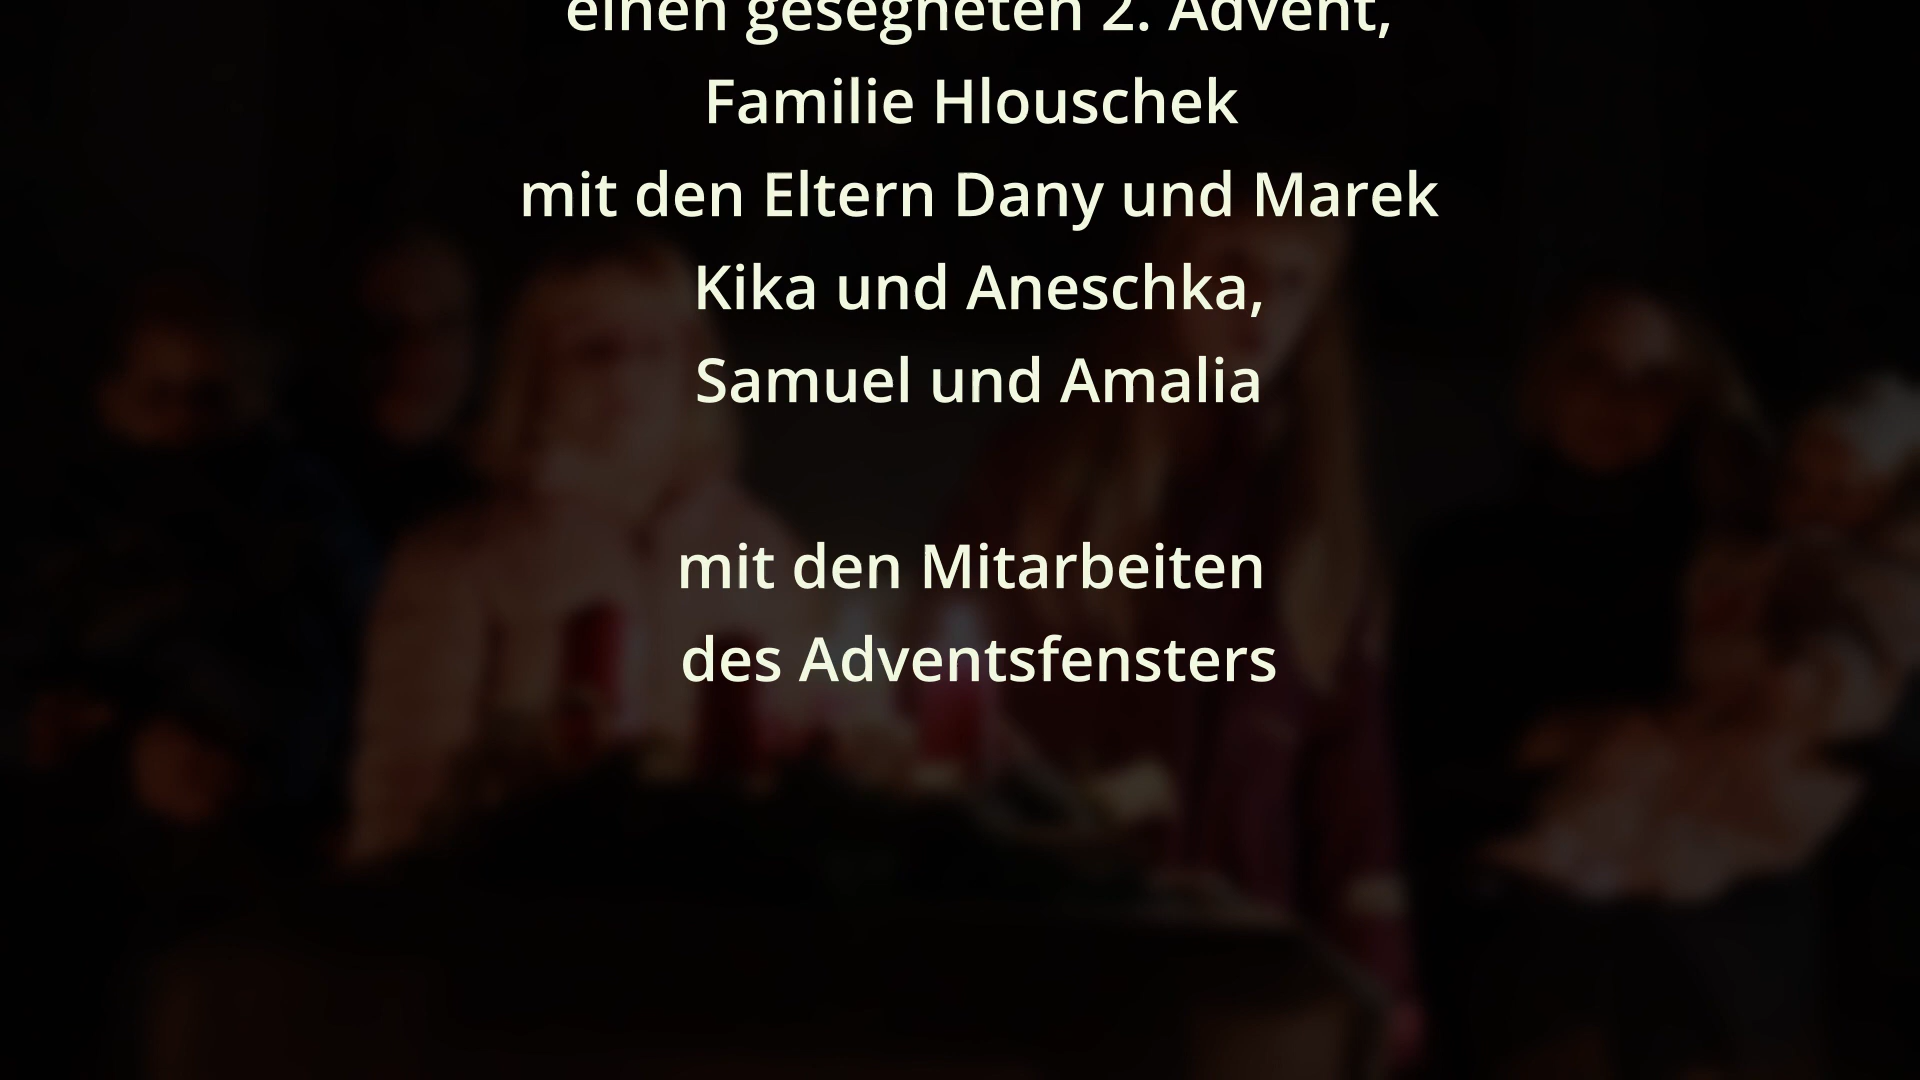 einen gesegneten 2. Advent,
Familie Hlouschek
mit den Eltern Dany und Marek
Kika und Aneschka,
Samuel und Amalia
mit den Mitarbeiten
des Adventsfensters